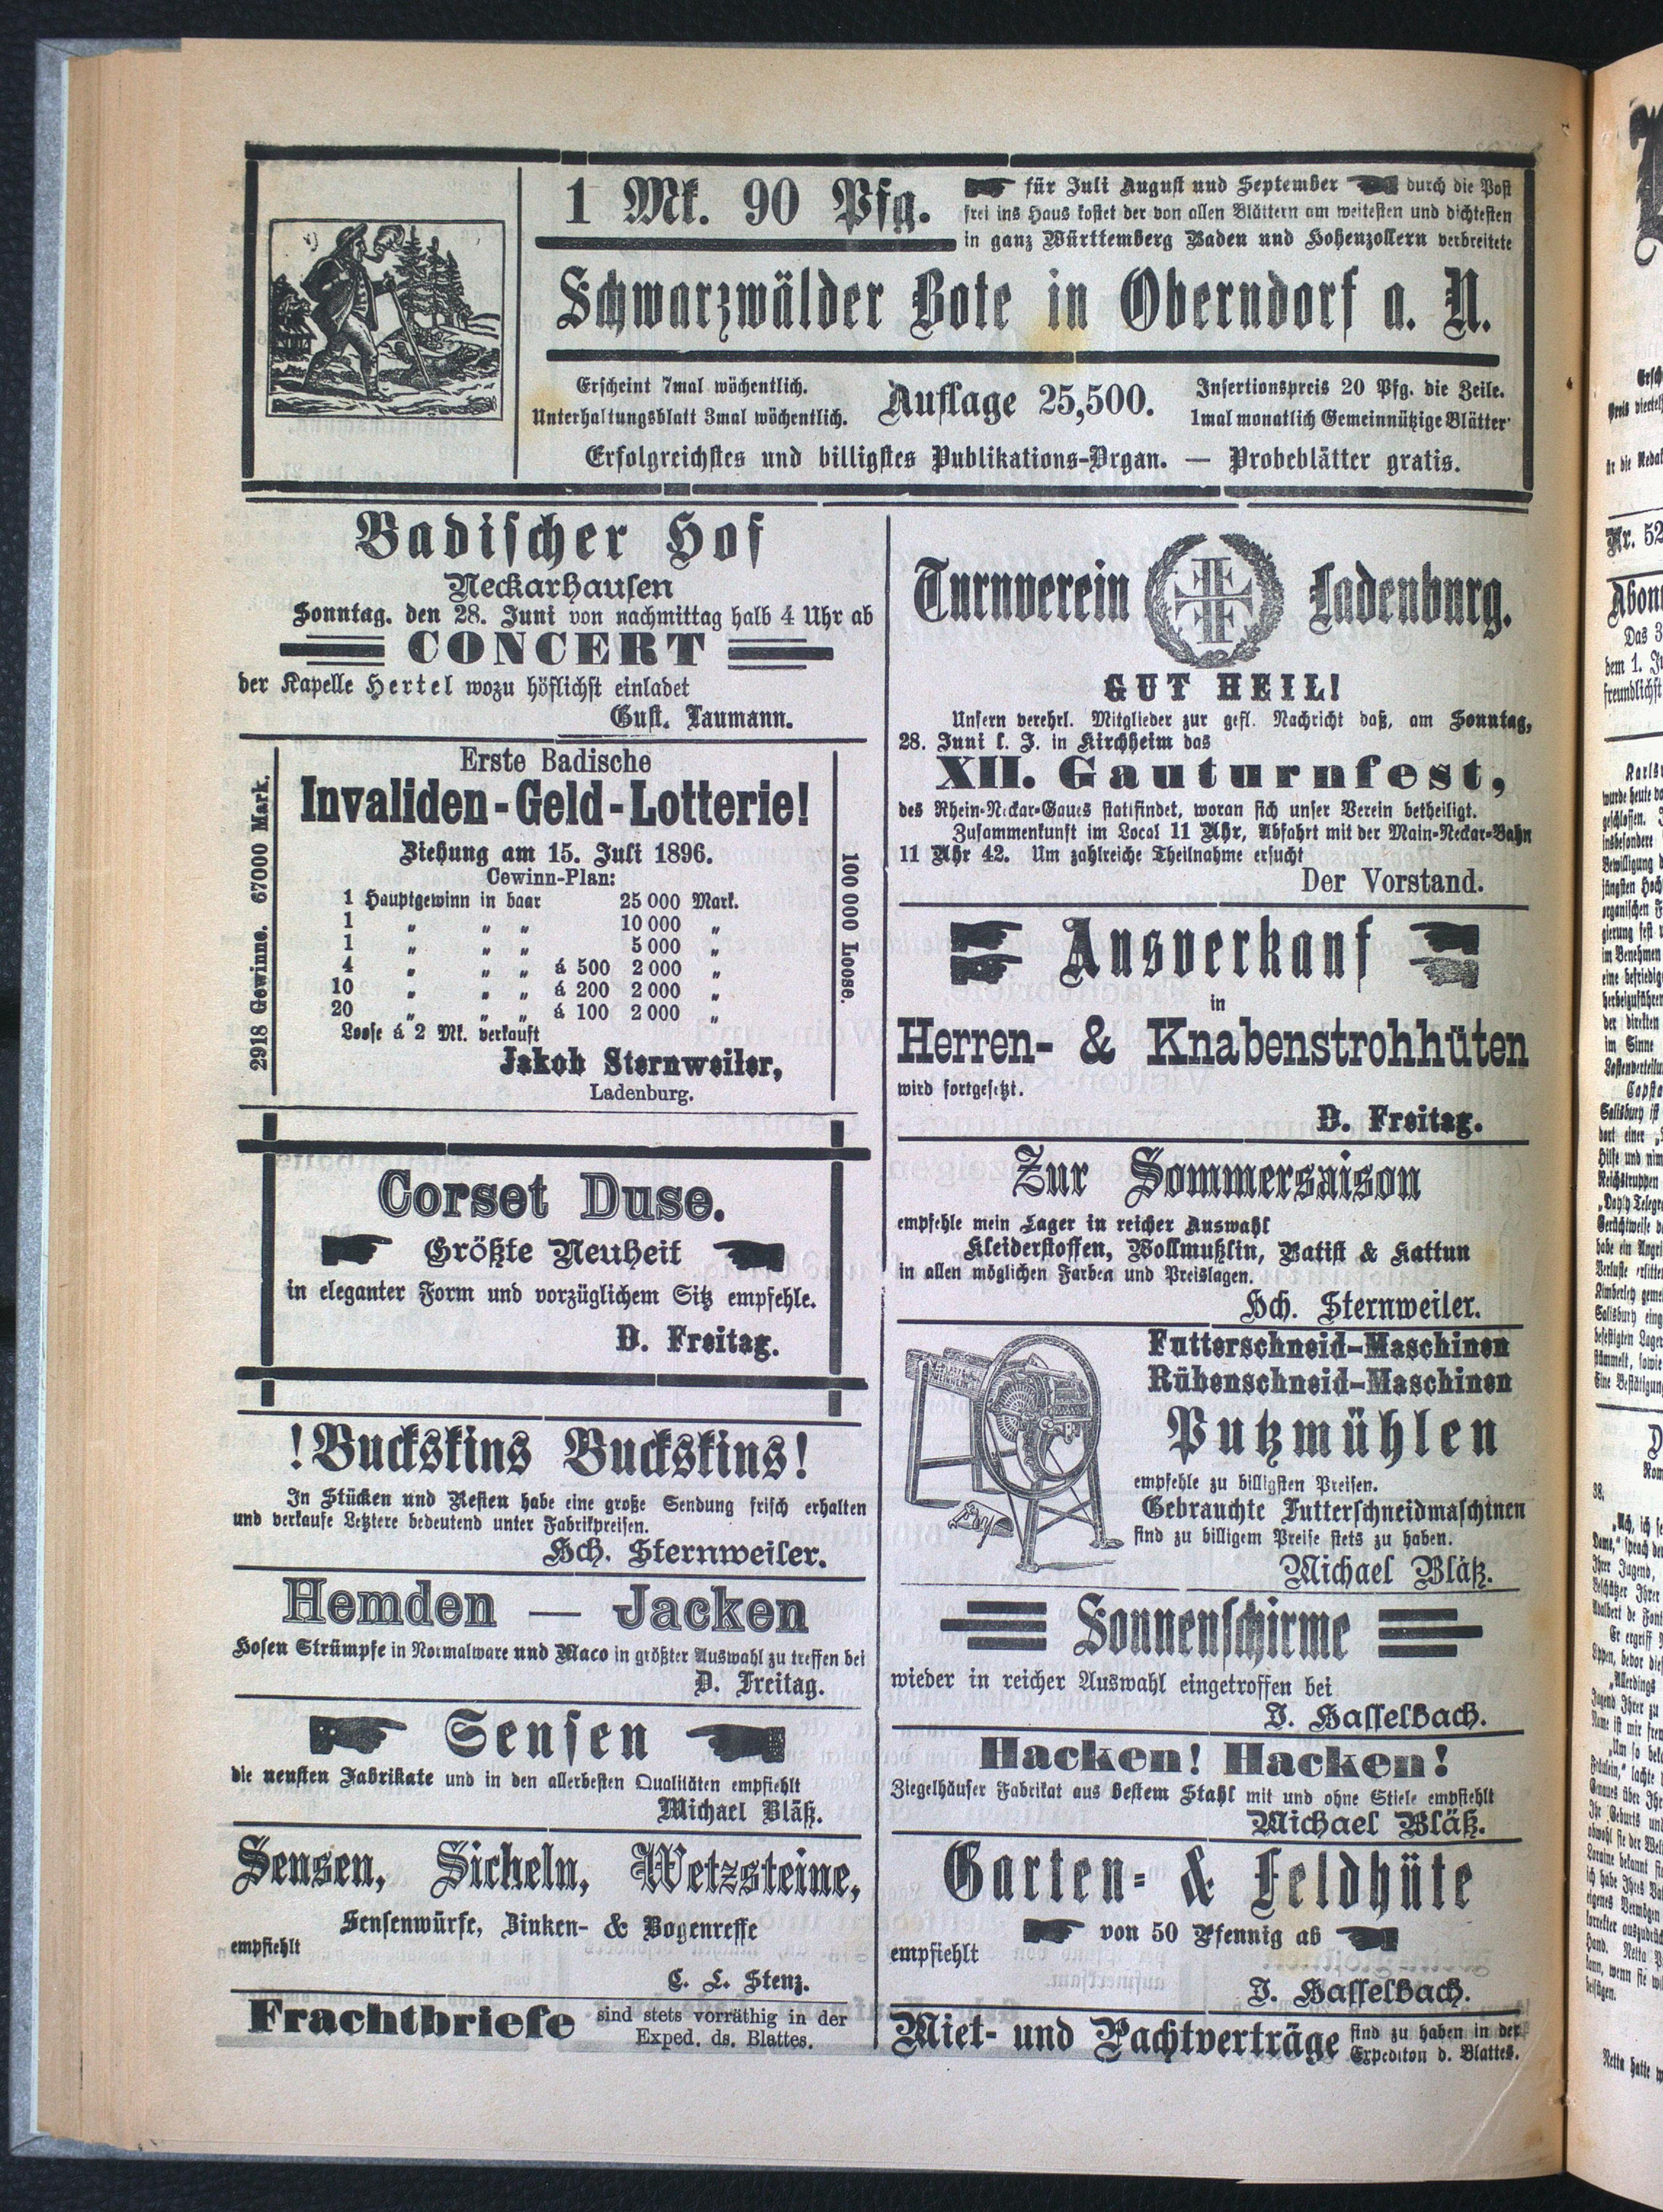 1 Mk. 90 Pfg.
für Juli August und September durch die Post
frei ins Haus kostet der von allen Blättern am weitesten und dichtesten
in ganz Württemberg Baden und Hohenzollern verbreitete
Schwarzwälder Bote in Oberndorf a. N.
Erscheint 7mal wöchentlich.
Unterhaltungsblatt 3mal wöchentlich.
Auflage 25,500.
Insertionspreis 20 Pfg. die Zeile.
1mal monatlich Gemeinnützige Blätter
Erfolgreichstes und billigstes Publikations-Organ. — Probeblätter gratis.
Badischer Hof
Neckarhausen
Sonntag. den 28. Juni von nachmittag halb 4 Uhr ab
CONCERT
der Kapelle Hertel wozu höflichst einladet
Gust. Taumann.
2918 Gewinne. 67000 Mark.
Erste Badische
Invaliden-Geld-Lotterie!
Ziehung am 15. Juli 1896.
Gewinn-Plan:
1 Hauptgewinn in baar 25 000 Mark.
1 „ „ „ 10 000 „
1 „ „ „ 5 000 „
4 „ „ „ á 500 2 000 „
10 „ „ „ á 200 2 000 „
20 „ „ „ á 100 2 000 „
Loose á 2 Mk. verkauft
Jakob Sternweiler,
Ladenburg.
100 000 Loose.
Corset Duse.
Größte Neuheit
in eleganter Form und vorzüglichem Sitz empfehle.
D. Freitag.
!Buckskins Buckskins!
In Stücken und Resten habe eine große Sendung frisch erhalten
und verkaufe Letztere bedeutend unter Fabrikpreisen.
Hch. Sternweiler.
Hemden — Jacken
Hosen Strümpfe in Normalware und Maco in größter Auswahl zu treffen bei
D. Freitag.
Sensen
die neusten Fabrikate und in den allerbesten Qualitäten empfiehlt
Michael Bläß.
Sensen, Sicheln, Wetzsteine,
Sensenwürfe, Zinken- & Bogenreffe
empfiehlt
C. L. Stenz.
Frachtbriefe sind stets vorräthig in der
Exped. ds. Blattes.
Turnverein Ladenburg.
GUT HEIL!
Unsern verehrl. Mitglieder zur gefl. Nachricht daß, am Sonntag,
28. Juni l. J. in Kirchheim das
XII. Gauturnfest,
des Rhein-Neckar-Gaues stattfindet, woran sich unser Verein betheiligt.
Zusammenkunft im Local 11 Uhr, Abfahrt mit der Main-Neckar-Bahn
11 Uhr 42. Um zahlreiche Theilnahme ersucht
Der Vorstand.
Ausverkauf
in
Herren- & Knabenstrohhüten
wird fortgesetzt.
D. Freitag.
Zur Sommersaison
empfehle mein Lager in reicher Auswahl
Kleiderstoffen, Wollmußlin, Batist & Kattun
in allen möglichen Farben und Preislagen.
Hch. Sternweiler.
Futterschneid-Maschinen
Rübenschneid-Maschinen
Putzmühlen
empfehle zu billigsten Preisen.
Gebrauchte Futterschneidmaschinen
sind zu billigem Preise stets zu haben.
Michael Bläß.
Sonnenschirme
wieder in reicher Auswahl eingetroffen bei
J. Hasselbach.
Hacken! Hacken!
Ziegelhäuser Fabrikat aus bestem Stahl mit und ohne Stiele empfiehlt
Michael Bläß.
Garten- & Feldhüte
von 50 Pfennig ab
empfiehlt
J. Hasselbach.
Miet- und Pachtverträge sind zu haben in der
Expediton d. Blattes.
Nr. 52